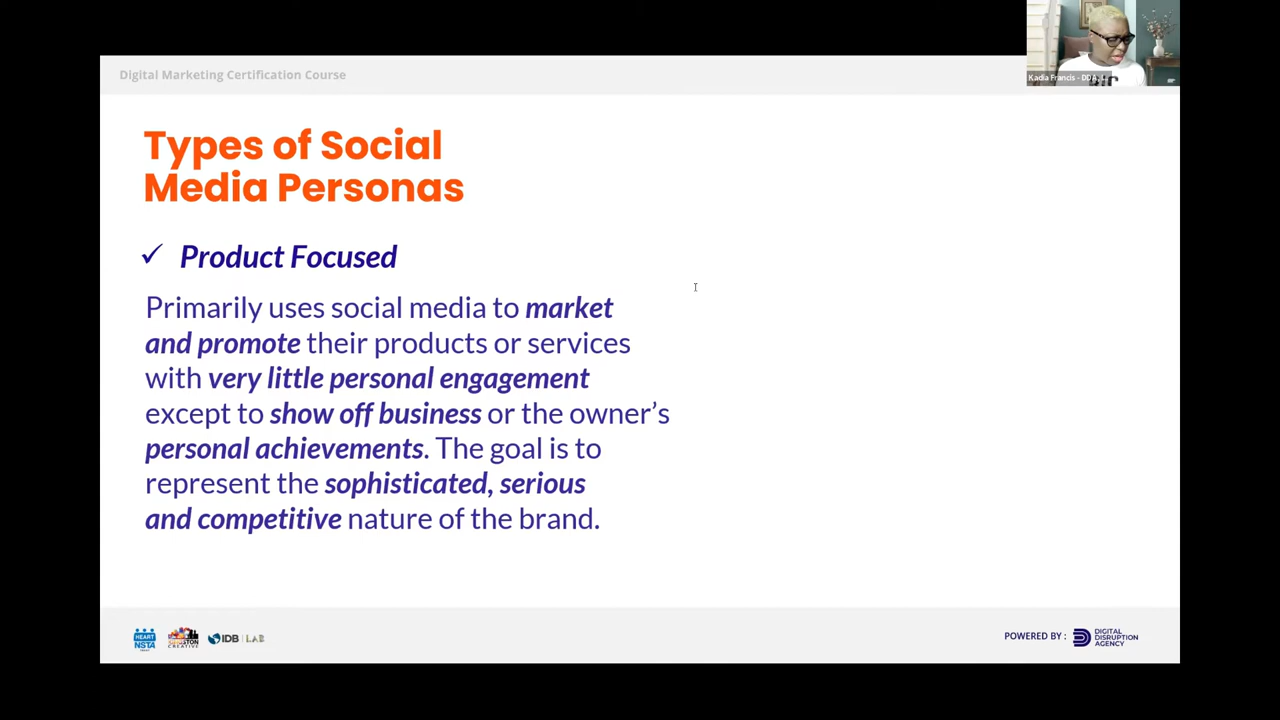 Digital Marketing Certification Course
Kadia Francis - DDA, L...
Types of Social
Media Personas
✓ Product Focused
Primarily uses social media to market
and promote their products or services
with very little personal engagement
except to show off business or the owner’s
personal achievements. The goal is to
represent the sophisticated, serious
and competitive nature of the brand.
HEART
NSTA
KINGSTON
CREATIVE
IDB | LAB
POWERED BY :
DIGITAL
DISRUPTION
AGENCY